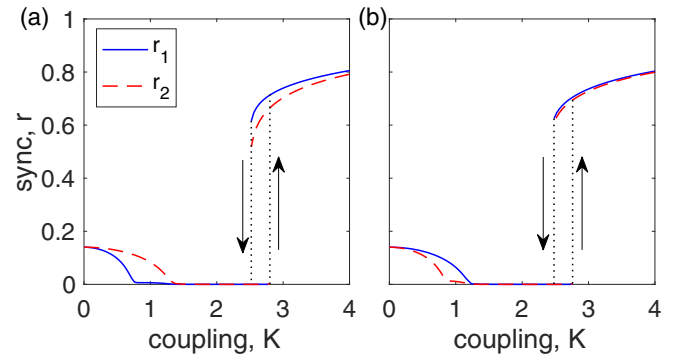 (a)
(b)
r1
r2
sync, r
1
0.8
0.6
0.4
0.2
0
0 1 2 3 4
0 1 2 3 4
coupling, K
coupling, K